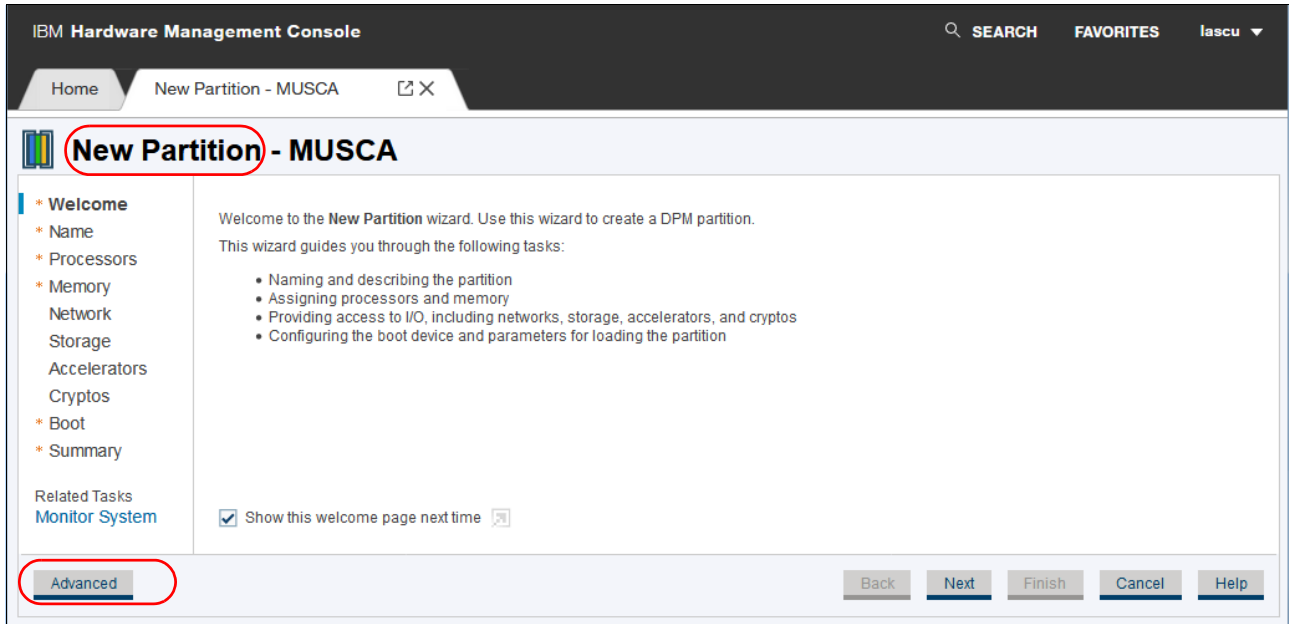 IBM Hardware Management Console
SEARCH FAVORITES lascu
Home New Partition - MUSCA
New Partition - MUSCA
* Welcome
* Name
* Processors
* Memory
Network
Storage
Accelerators
Cryptos
* Boot
* Summary
Related Tasks
Monitor System
Welcome to the New Partition wizard. Use this wizard to create a DPM partition.
This wizard guides you through the following tasks:
• Naming and describing the partition
• Assigning processors and memory
• Providing access to I/O, including networks, storage, accelerators, and cryptos
• Configuring the boot device and parameters for loading the partition
Show this welcome page next time
Advanced Back Next Finish Cancel Help